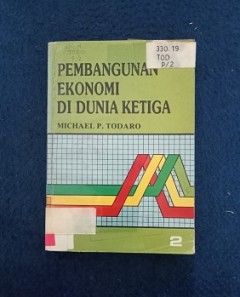 330.19
TOD
P/2
PEMBANGUNAN
EKONOMI
DI DUNIA KETIGA
MICHAEL P. TODARO
2